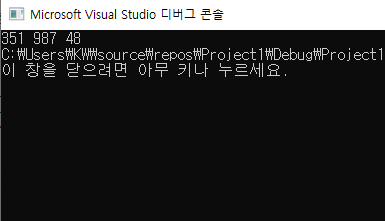 Microsoft Visual Studio 디버그 콘솔
351 987 48
C:₩Users₩KW₩source₩repos₩Project1₩Debug₩Project1
이 창을 닫으려면 아무 키나 누르세요.